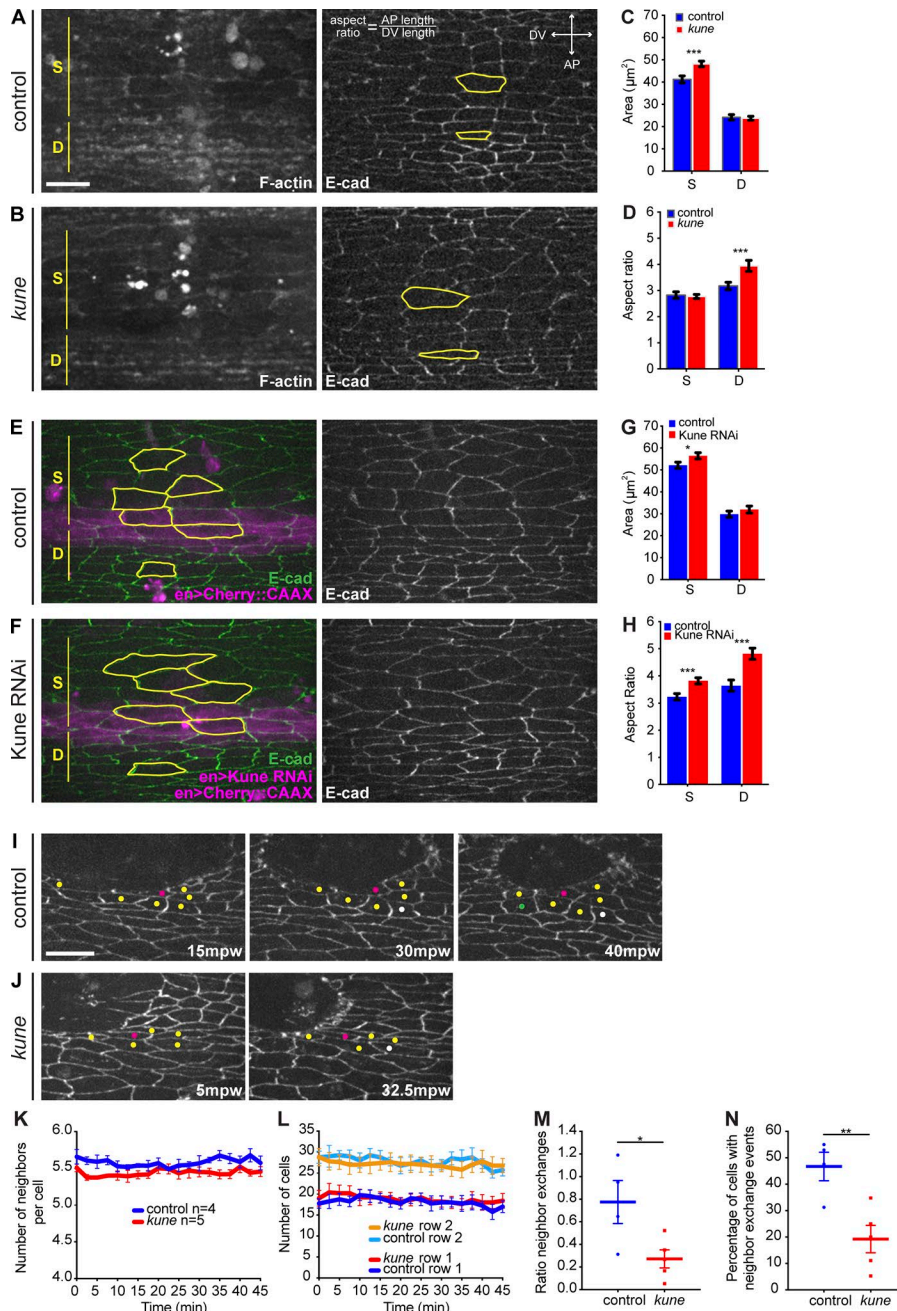 A
control
S
D
F-actin
aspect ratio = AP length / DV length
DV
AP
E-cad
B
kune
S
D
F-actin
E-cad
C
control
kune
***
Area (µm²)
70
60
50
40
30
20
10
0
S D
D
control
kune
***
Aspect ratio
6
5
4
3
2
1
0
S D
E
control
S
D
E-cad
en>Cherry::CAAX
E-cad
F
Kune RNAi
S
D
E-cad
en>Kune RNAi
en>Cherry::CAAX
E-cad
G
control
Kune RNAi
*
Area (µm²)
70
60
50
40
30
20
10
0
S D
H
control
Kune RNAi
***
***
Aspect Ratio
6
5
4
3
2
1
0
S D
I
control
15mpw
30mpw
40mpw
J
kune
5mpw
32.5mpw
K
Number of neighbors
per cell
6.0
5.5
5.0
4.5
4.0
control n=4
kune n=5
0 5 10 15 20 25 30 35 40 45
Time (min)
L
Number of cells
35
30
25
20
15
10
5
0
kune row 2
control row 2
kune row 1
control row 1
0 5 10 15 20 25 30 35 40 45
Time (min)
M
Ratio neighbor exchanges
1.4
1.2
1.0
0.8
0.6
0.4
0.2
0.0
*
control kune
N
Percentage of cells with
neighbor exchange events
60
50
40
30
20
10
0
**
control kune